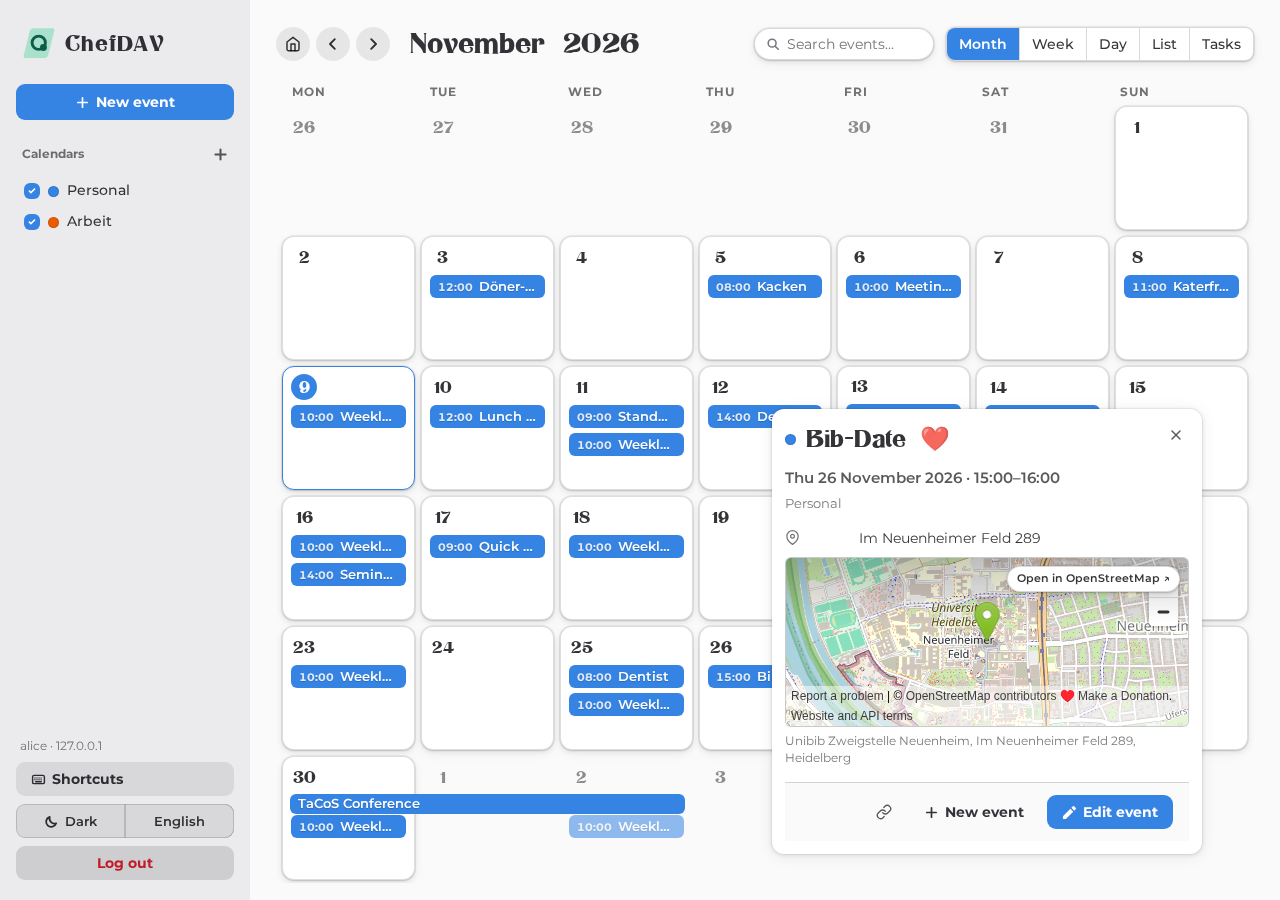 ChefDAV
New event
Calendars
Personal
Arbeit
alice · 127.0.0.1
Shortcuts
Dark
English
Log out
November 2026
Search events...
Month
Week
Day
List
Tasks
MON TUE WED THU FRI SAT SUN
26 27 28 29 30 31 1
2 3 4 5 6 7 8
12:00 Döner-...
08:00 Kacken
10:00 Meetin...
11:00 Katerfr...
9 10 11 12 13 14 15
10:00 Weekl...
12:00 Lunch ...
09:00 Stand...
14:00 De
10:00 Weekl...
16 17 18 19
10:00 Weekl...
09:00 Quick ...
10:00 Weekl...
14:00 Semin...
23 24 25 26
10:00 Weekl...
08:00 Dentist
15:00 Bi
10:00 Weekl...
30 1 2 3
TaCoS Conference
10:00 Weekl...
10:00 Weekl...
Bib-Date ❤️
Thu 26 November 2026 · 15:00–16:00
Personal
Im Neuenheimer Feld 289
Open in OpenStreetMap ↗
Heidelbe
Neuenheimer
Feld
Neuenheim
Report a problem | © OpenStreetMap contributors ❤️ Make a Donation.
Website and API terms
Unibib Zweigstelle Neuenheim, Im Neuenheimer Feld 289,
Heidelberg
New event
Edit event